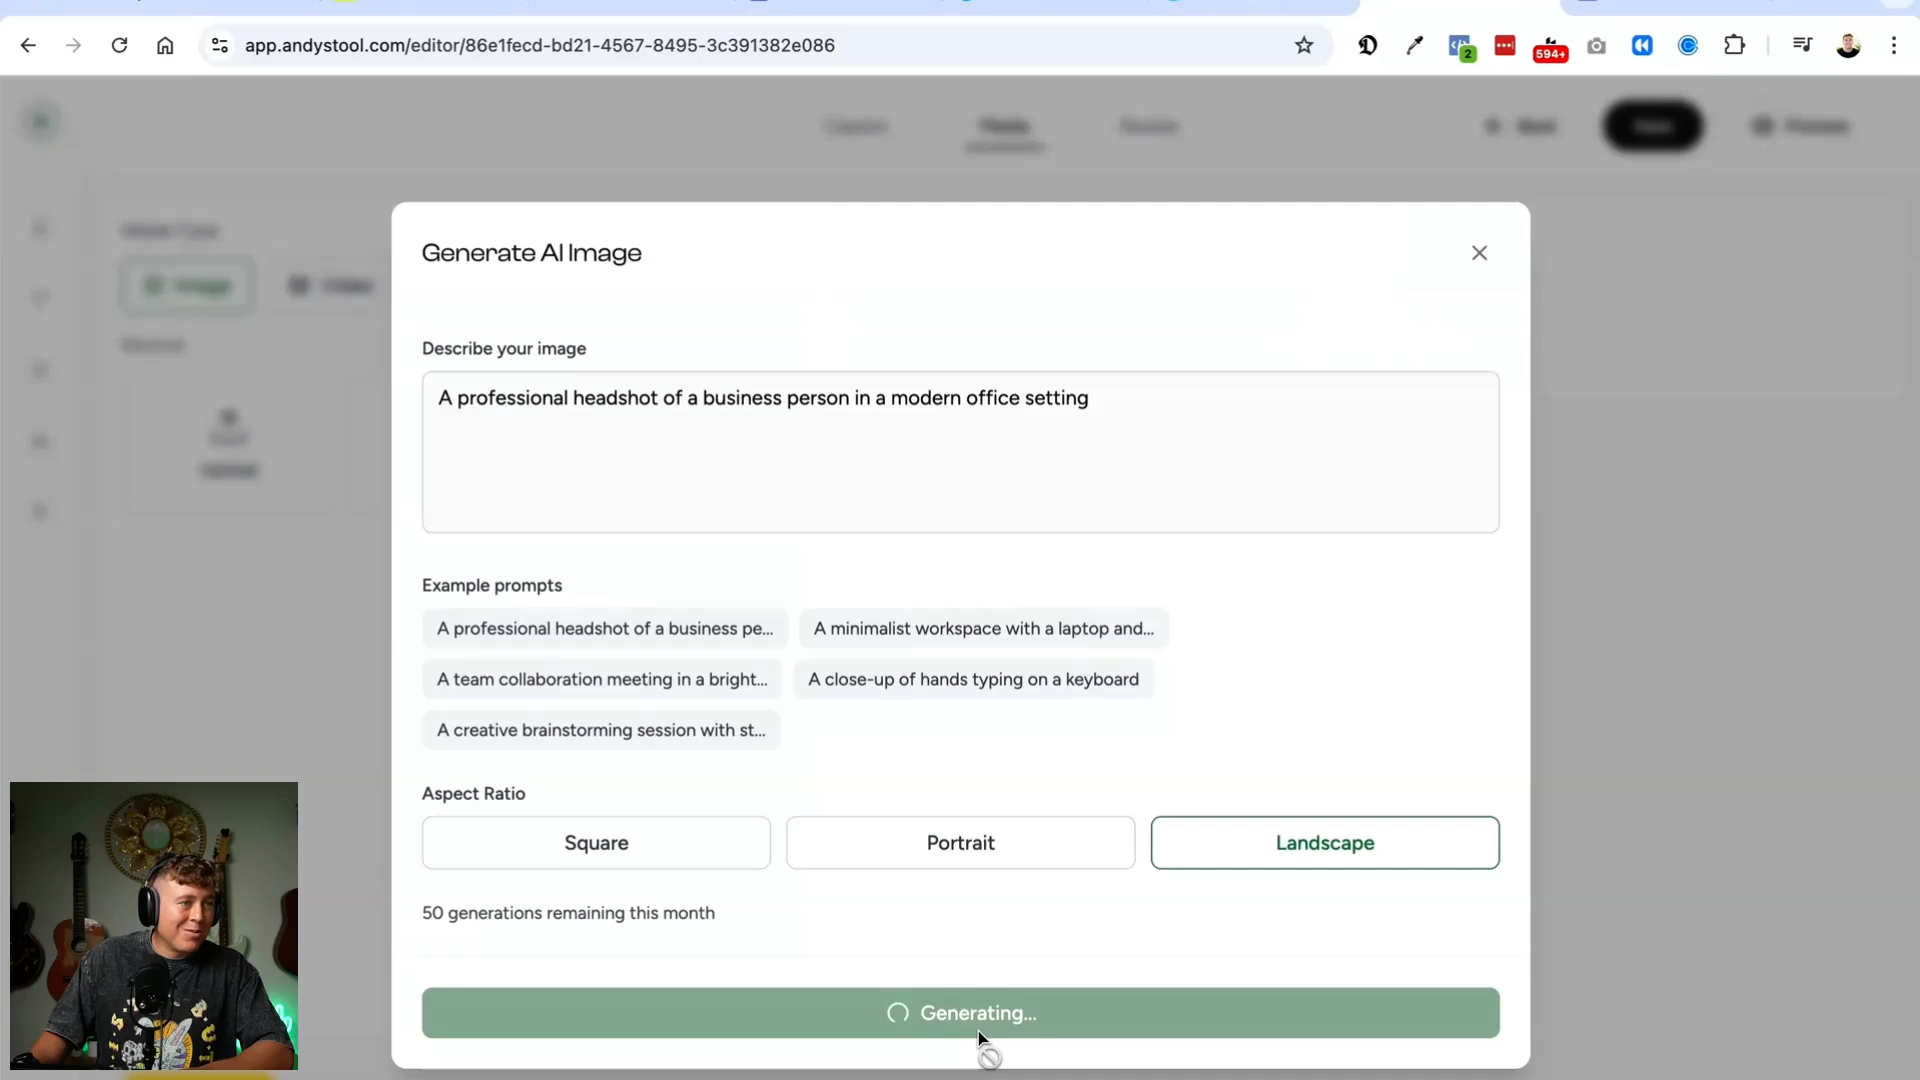 app.andystool.com/editor/86e1fecd-bd21-4567-8495-3c391382e086
2
594+
Generate AI Image
Describe your image
A professional headshot of a business person in a modern office setting
Example prompts
A professional headshot of a business pe...
A minimalist workspace with a laptop and...
A team collaboration meeting in a bright...
A close-up of hands typing on a keyboard
A creative brainstorming session with st...
Aspect Ratio
Square
Portrait
Landscape
50 generations remaining this month
Generating...